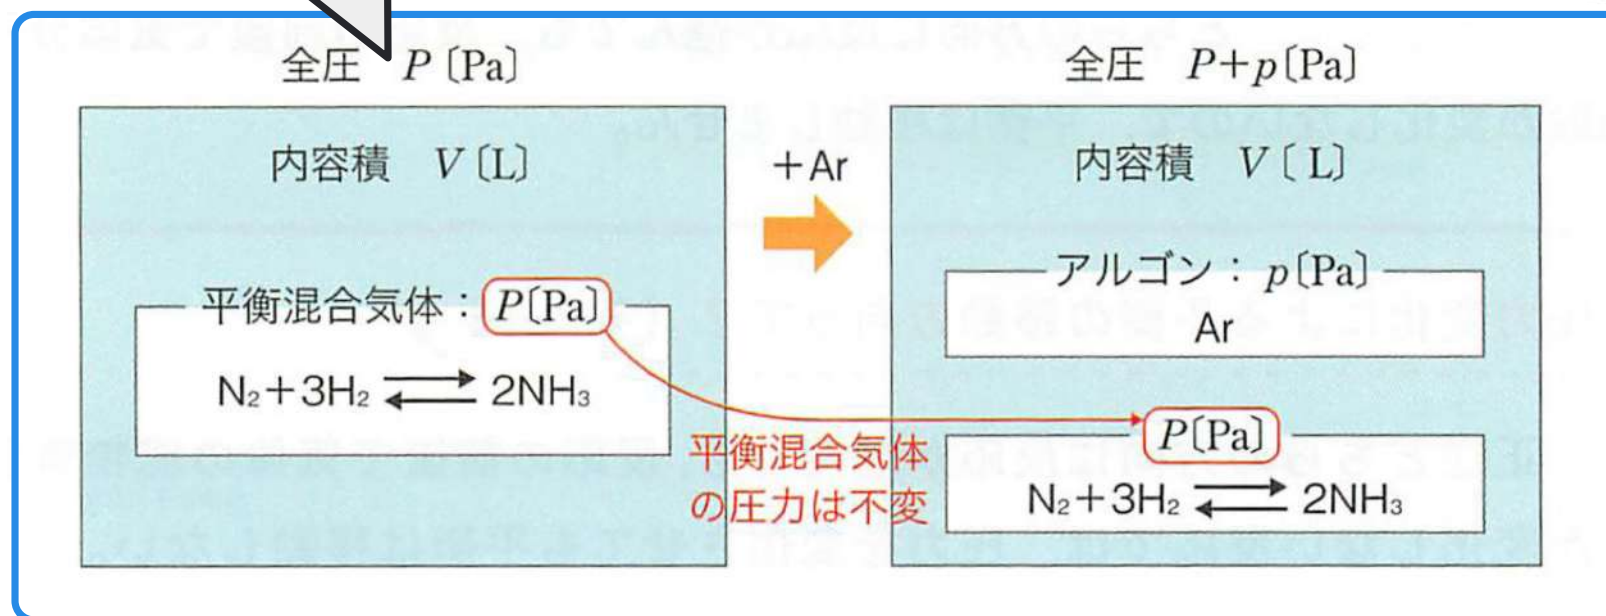 全圧 P〔Pa〕
内容積 V〔L〕
平衡混合気体：P〔Pa〕
N₂＋3H₂ ⇄ 2NH₃
＋Ar
全圧 P+p〔Pa〕
内容積 V〔L〕
アルゴン：p〔Pa〕
Ar
P〔Pa〕
N₂＋3H₂ ⇄ 2NH₃
平衡混合気体
の圧力は不変